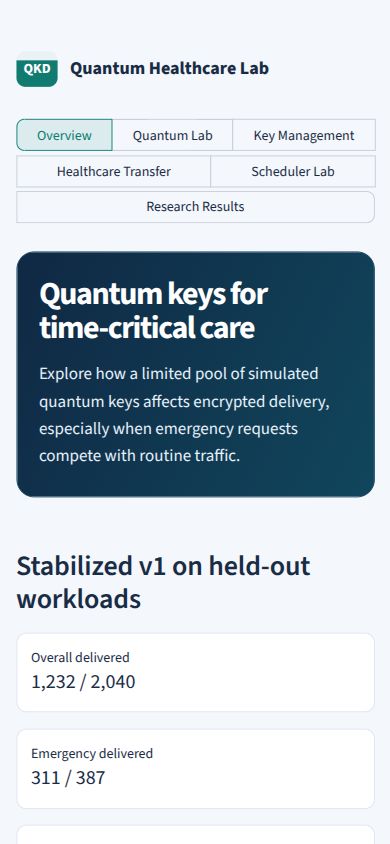 QKD
Quantum Healthcare Lab
Overview
Quantum Lab
Key Management
Healthcare Transfer
Scheduler Lab
Research Results
Quantum keys for
time-critical care
Explore how a limited pool of simulated
quantum keys affects encrypted delivery,
especially when emergency requests
compete with routine traffic.
Stabilized v1 on held-out
workloads
Overall delivered
1,232 / 2,040
Emergency delivered
311 / 387